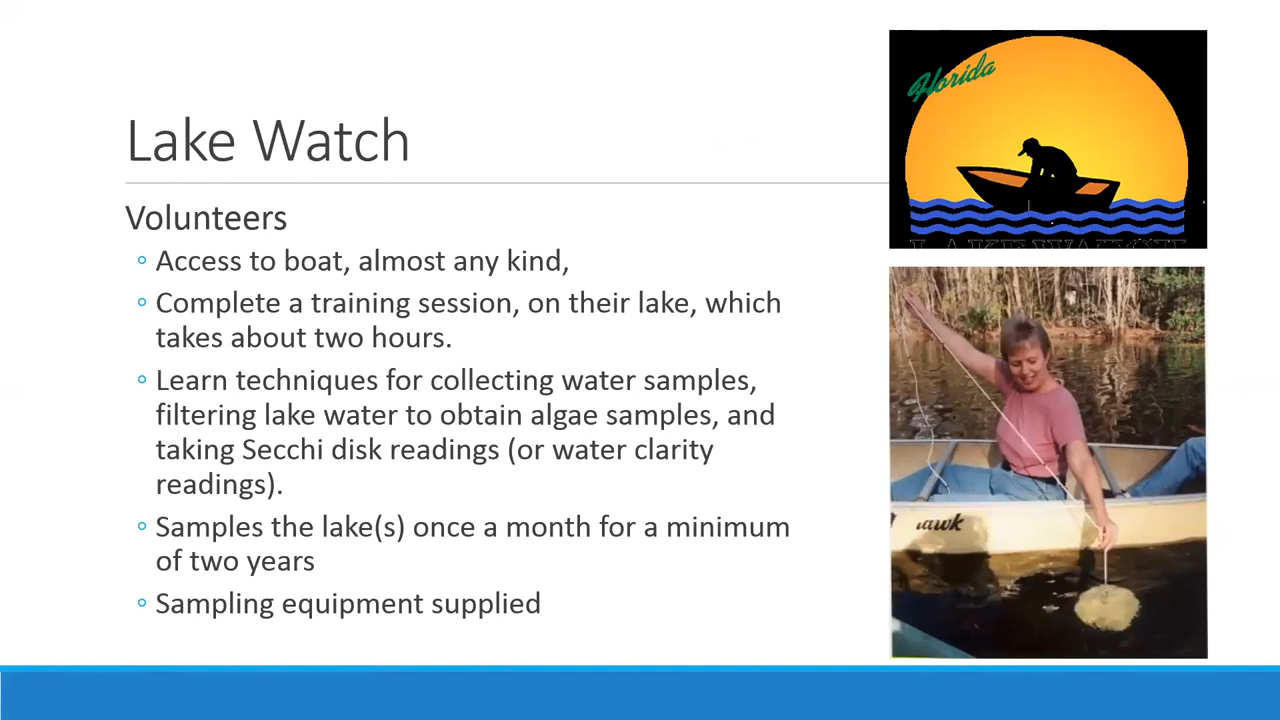 Florida
LAKEWATCH
Lake Watch
Volunteers
Access to boat, almost any kind,
Complete a training session, on their lake, which
takes about two hours.
Learn techniques for collecting water samples,
filtering lake water to obtain algae samples, and
taking Secchi disk readings (or water clarity
readings).
Samples the lake(s) once a month for a minimum
of two years
Sampling equipment supplied
awk